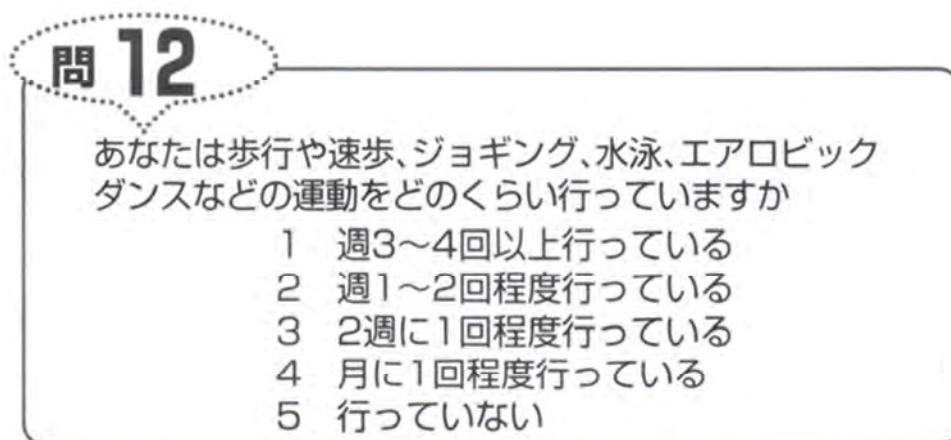 問12
あなたは歩行や速歩、ジョギング、水泳、エアロビック
ダンスなどの運動をどのくらい行っていますか
1 週3〜4回以上行っている
2 週1〜2回程度行っている
3 2週に1回程度行っている
4 月に1回程度行っている
5 行っていない